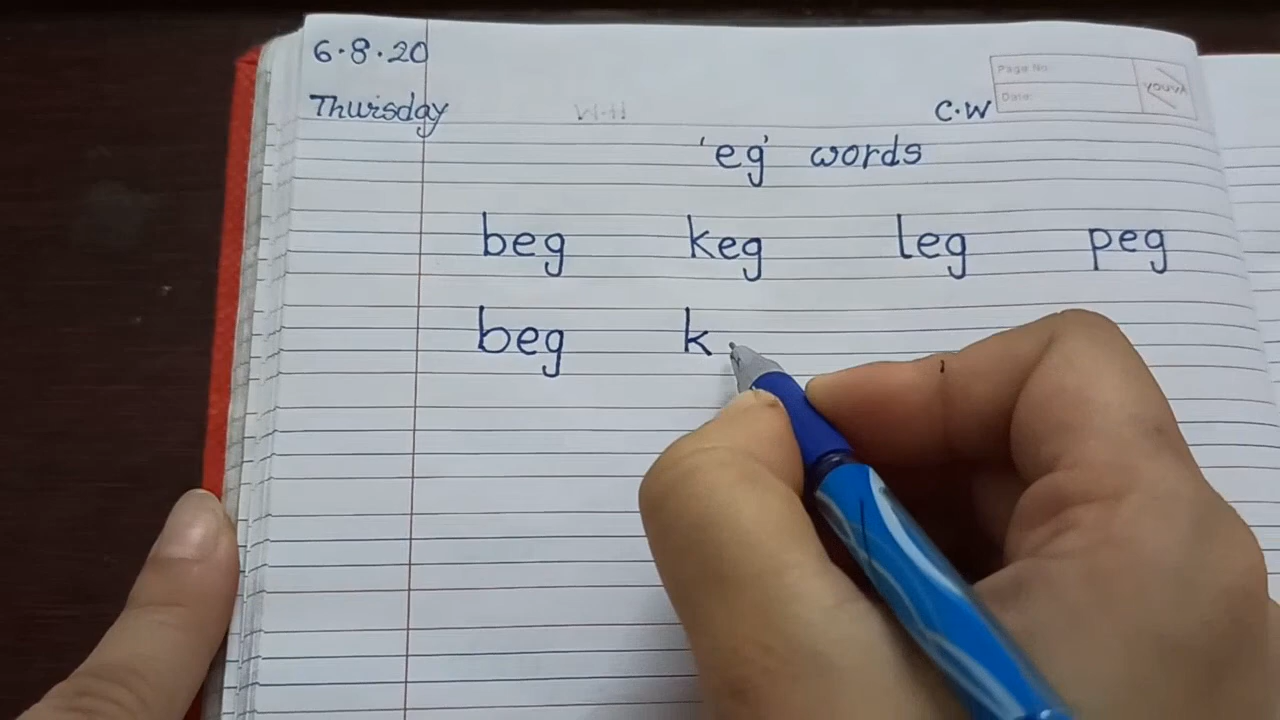 6.8.20
Page No.
Date:
YOUVA
Thursday C.W
'eg' words
beg keg leg peg
beg k